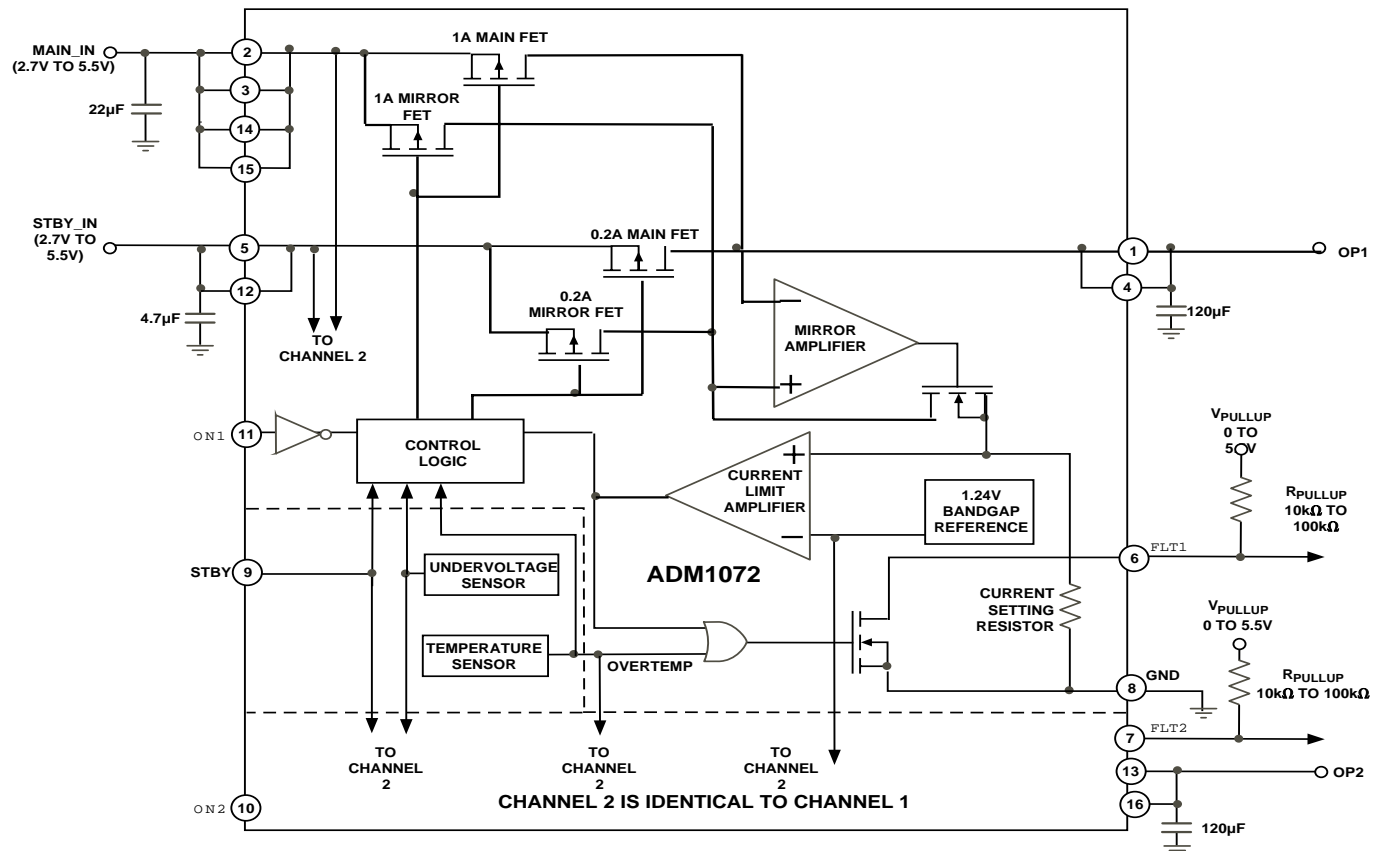 1A MAIN FET
MAIN_IN
(2.7V TO 5.5V)
2
3
14
15
22µF
1A MIRROR
FET
STBY_IN
(2.7V TO
5.5V)
5
12
4.7µF
TO
CHANNEL 2
0.2A MAIN FET
0.2A
MIRROR FET
MIRROR
AMPLIFIER
1
OP1
4
120µF
ON1
11
CONTROL
LOGIC
CURRENT
LIMIT
AMPLIFIER
1.24V
BANDGAP
REFERENCE
VPULLUP
0 TO
RPULLUP
10kΩ TO
100kΩ
6
FLT1
STBY
9
UNDERVOLTAGE
SENSOR
ADM1072
CURRENT
SETTING
RESISTOR
TEMPERATURE
SENSOR
OVERTEMP
VPULLUP
0 TO 5.5V
RPULLUP
10kΩ TO 100kΩ
8
GND
7
FLT2
TO
CHANNEL
2
TO
CHANNEL
2
TO
CHANNEL
2
13
OP2
16
120µF
ON2
10
CHANNEL 2 IS IDENTICAL TO CHANNEL 1